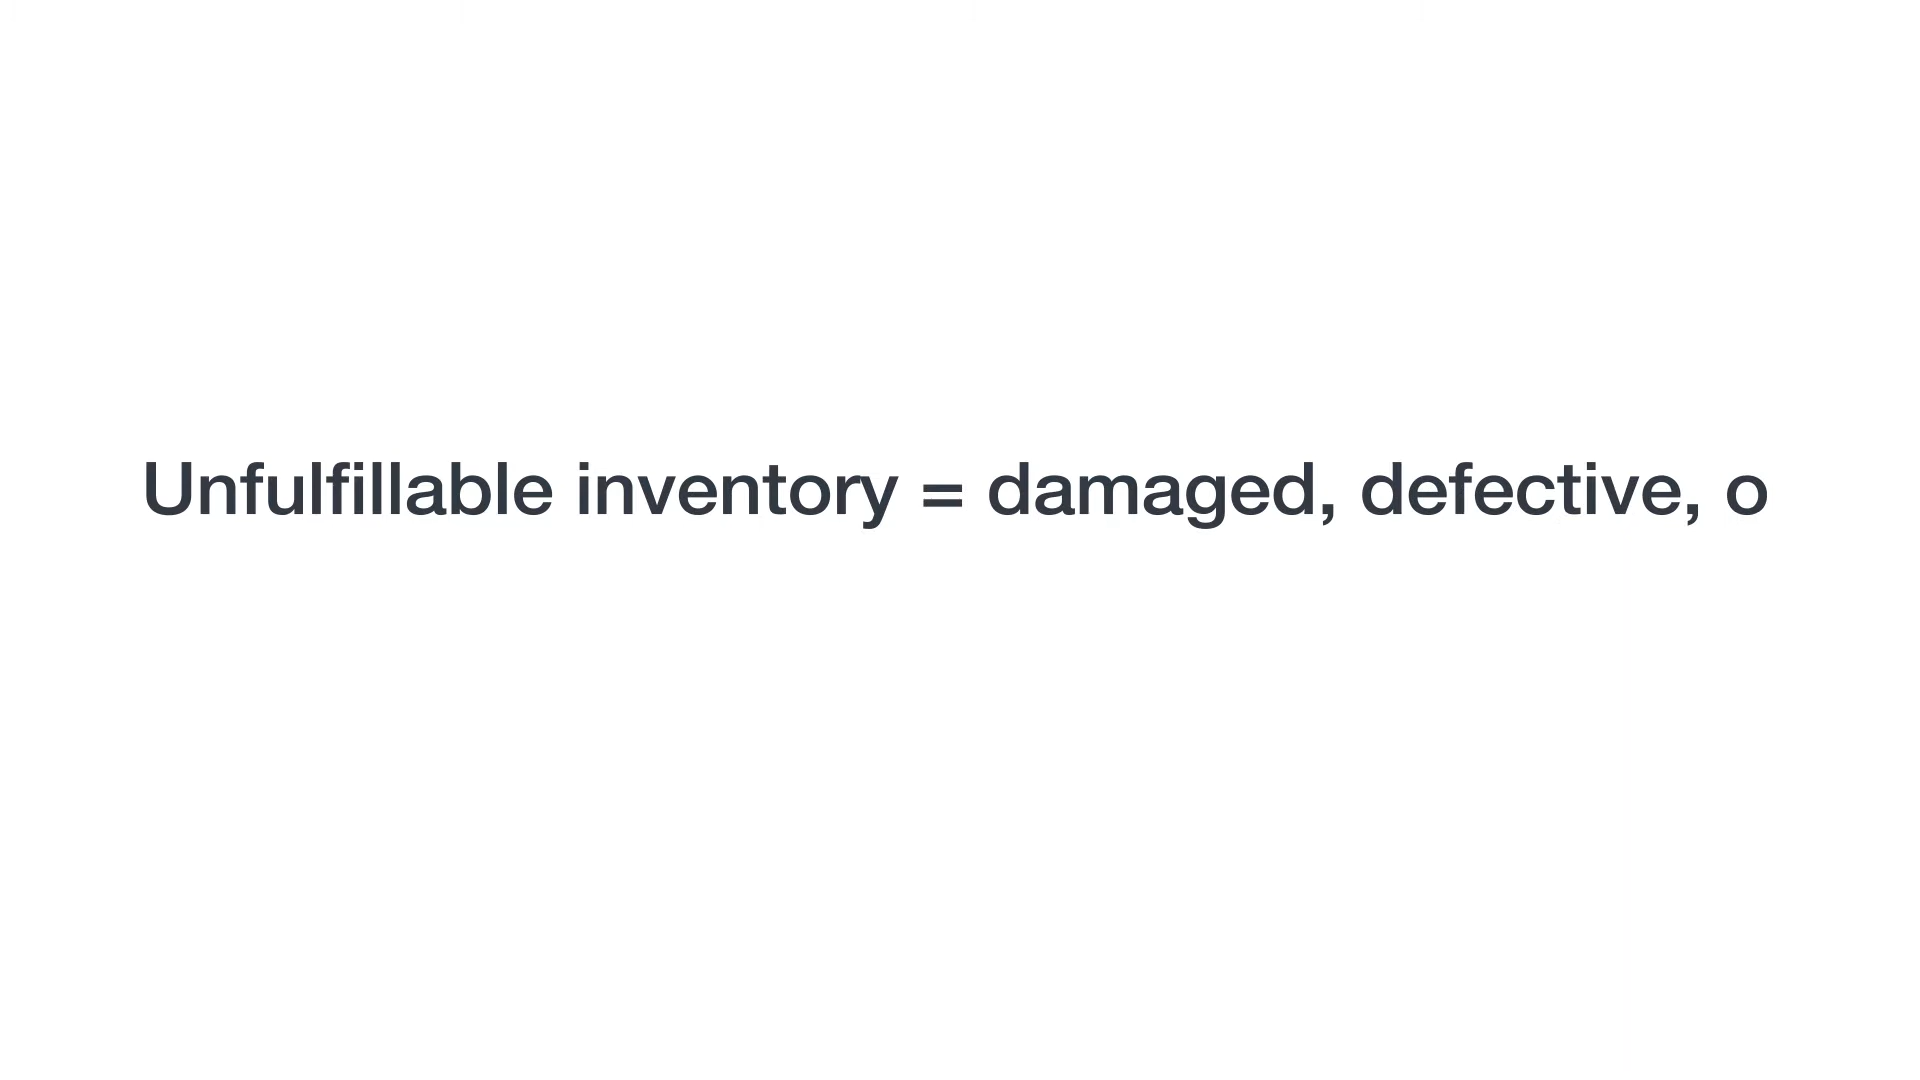 Unfulfillable inventory = damaged, defective, o